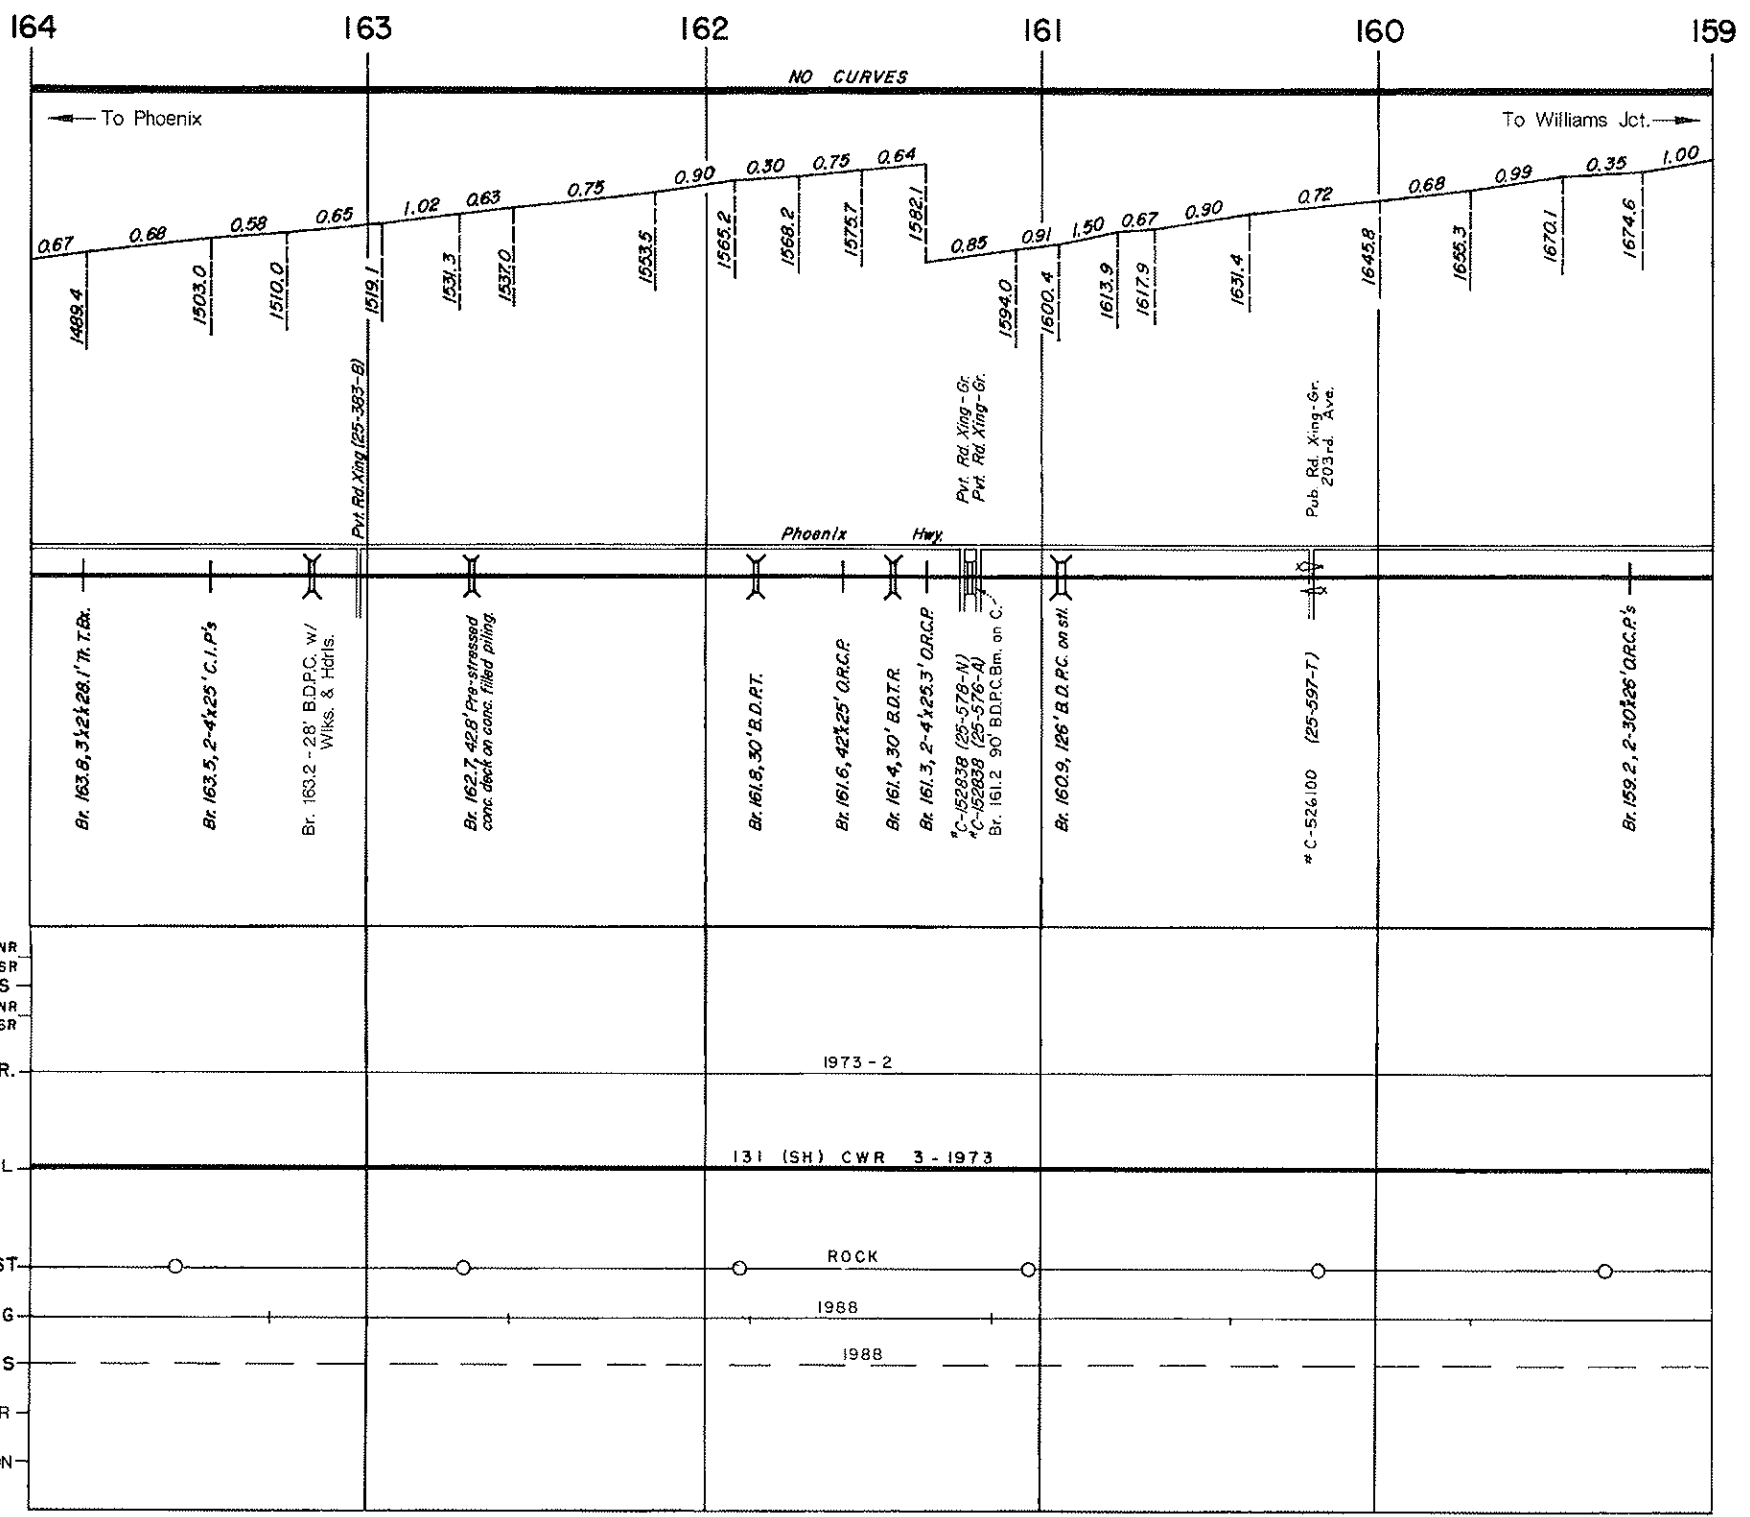 164 163 162 161 160 159
NO CURVES
To Phoenix
To Williams Jct.
0.67 0.68 0.58 0.65 1.02 0.63 0.75 0.90 0.30 0.75 0.64 0.85 0.91 1.50 0.67 0.90 0.72 0.68 0.99 0.35 1.00
1489.4
1503.0
1510.0
1519.1
1531.3
1537.0
1553.5
1565.2
1568.2
1575.7
1582.1
1594.0
1600.4
1613.9
1617.9
1631.4
1645.8
1655.3
1670.1
1674.6
Pvt. Rd. Xing (25-383-B)
Pvt. Rd. Xing-Gr.
Pvt. Rd. Xing-Gr.
Pub. Rd. Xing-Gr.
203rd. Ave.
Phoenix Hwy.
Br. 163.8, 3'x2'x28.1' Tr. T. Bx.
Br. 163.5, 2-4'x25' C.I.P's
Br. 163.2 - 28' B.D.P.C. w/
Wlks. & Hdrls.
Br. 162.7, 42.8' Pre-stressed
conc. deck on conc. filled piling.
Br. 161.8, 30' B.D.P.T.
Br. 161.6, 42"x25' O.R.C.P.
Br. 161.4, 30' B.D.T.R.
Br. 161.3, 2-4'x25.3' O.R.C.P.
#C-152838 (25-578-N)
#C-152838 (25-576-A)
Br. 161.2 90' B.D.P.C.Bm. on C.
Br. 160.9, 126' B.D.P.C. on stl.
#C-526100 (25-597-T)
Br. 159.2, 2-30"x26' O.R.C.P.'s
NR
SR
S
NR
SR
R.
1973-2
L
131 (SH) CWR 3-1973
ST
ROCK
G
1988
S
1988
R
N